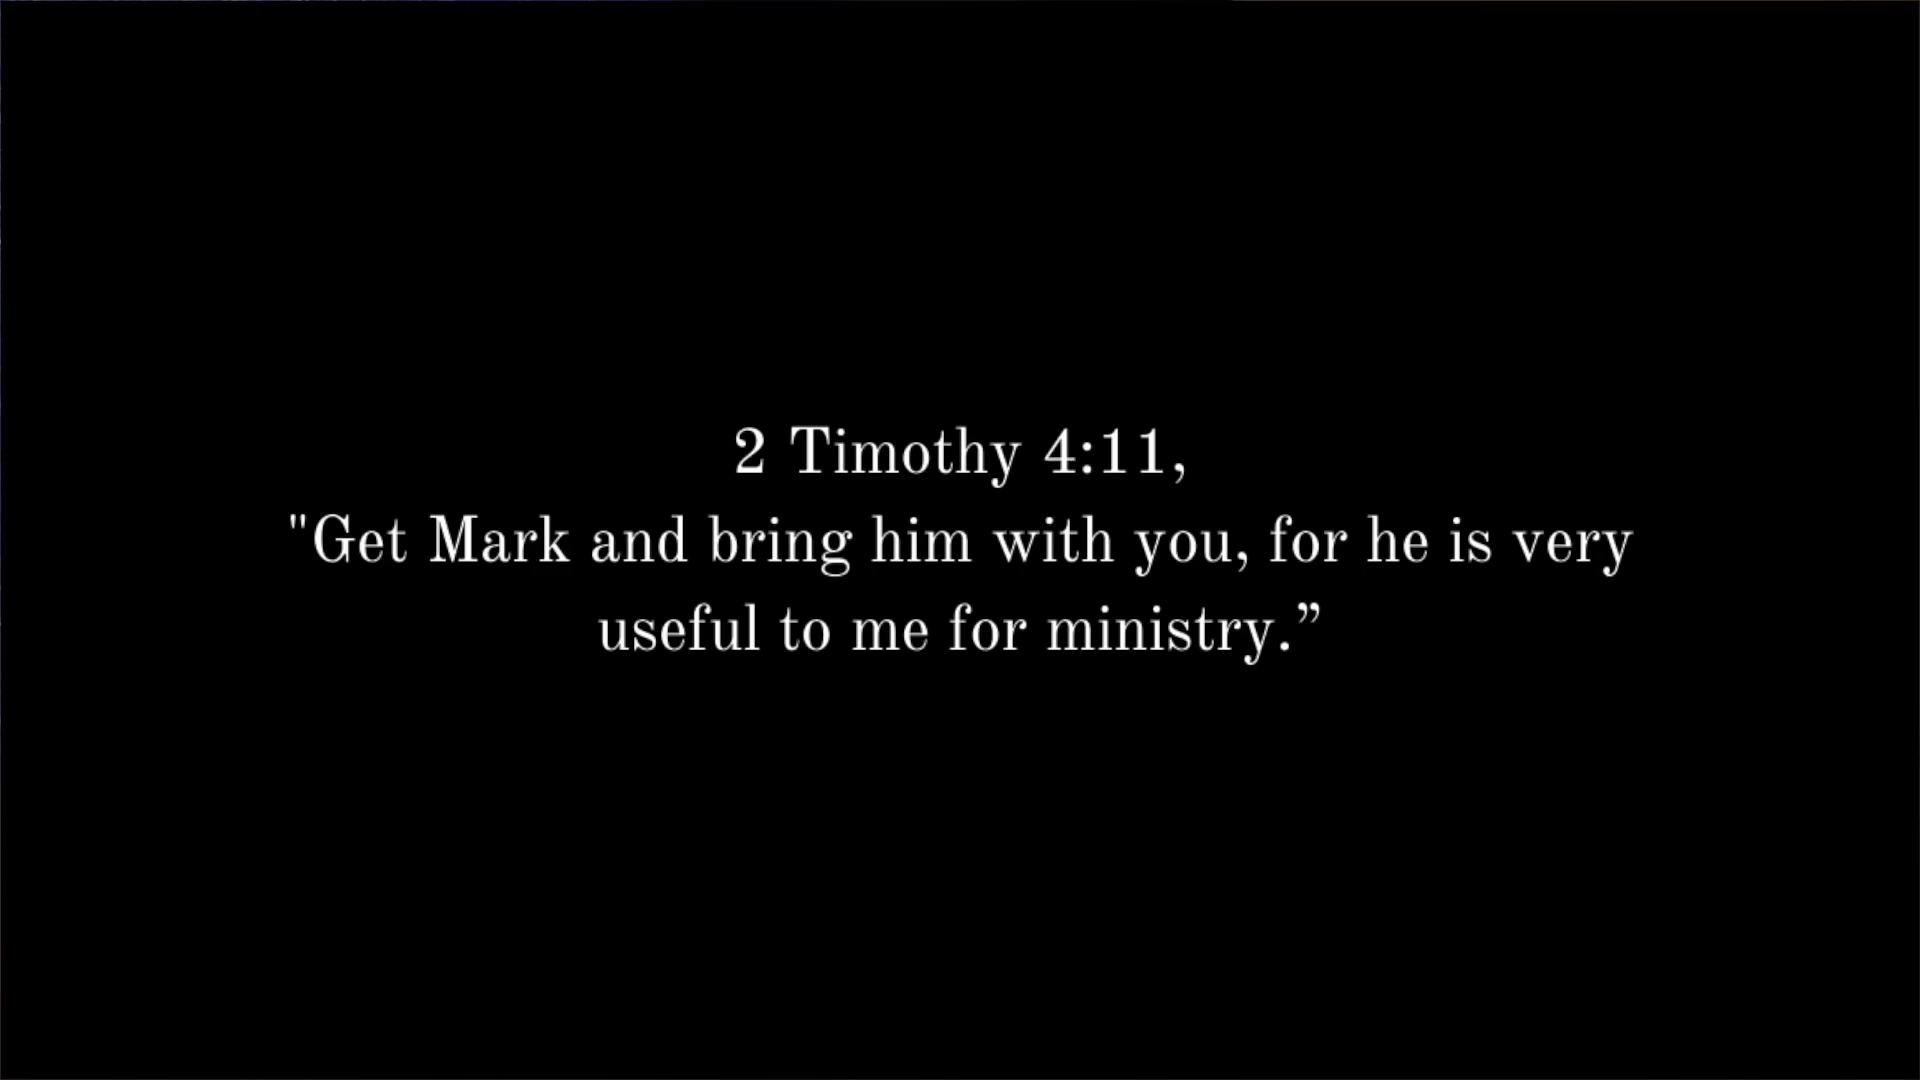 2 Timothy 4:11,
"Get Mark and bring him with you, for he is very
useful to me for ministry.”